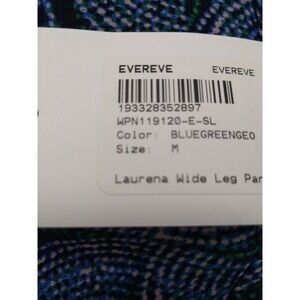 EVEREVE EVEREVE
193328352897
WPN119120-E-SL
Color: BLUEGREENGEO
Size: M
Laurena Wide Leg Pan